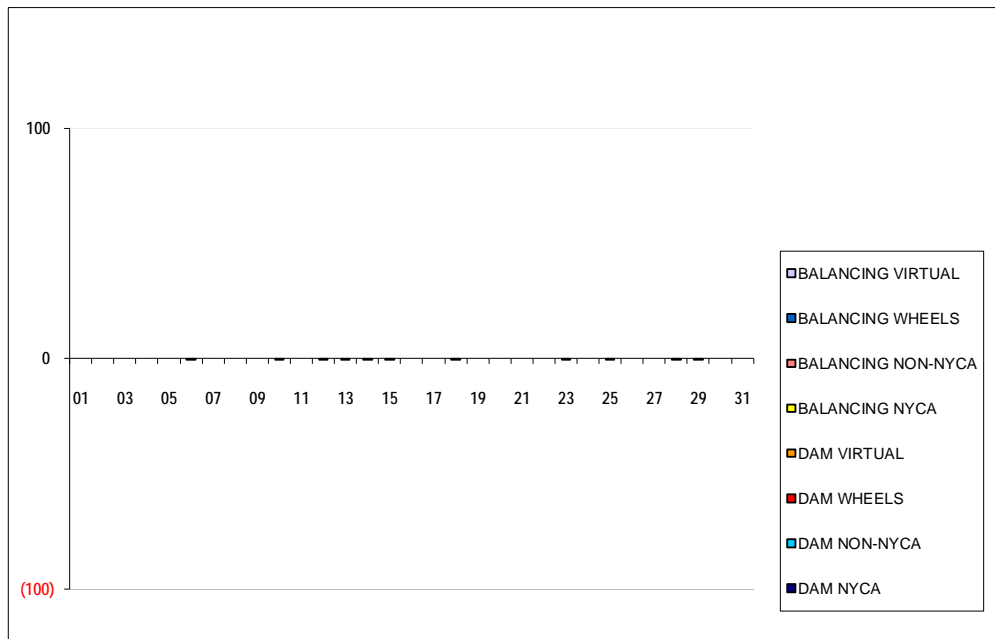 100
0
01 03 05 07 09 11 13 15 17 19 21 23 25 27 29 31
(100)
BALANCING VIRTUAL
BALANCING WHEELS
BALANCING NON-NYCA
BALANCING NYCA
DAM VIRTUAL
DAM WHEELS
DAM NON-NYCA
DAM NYCA